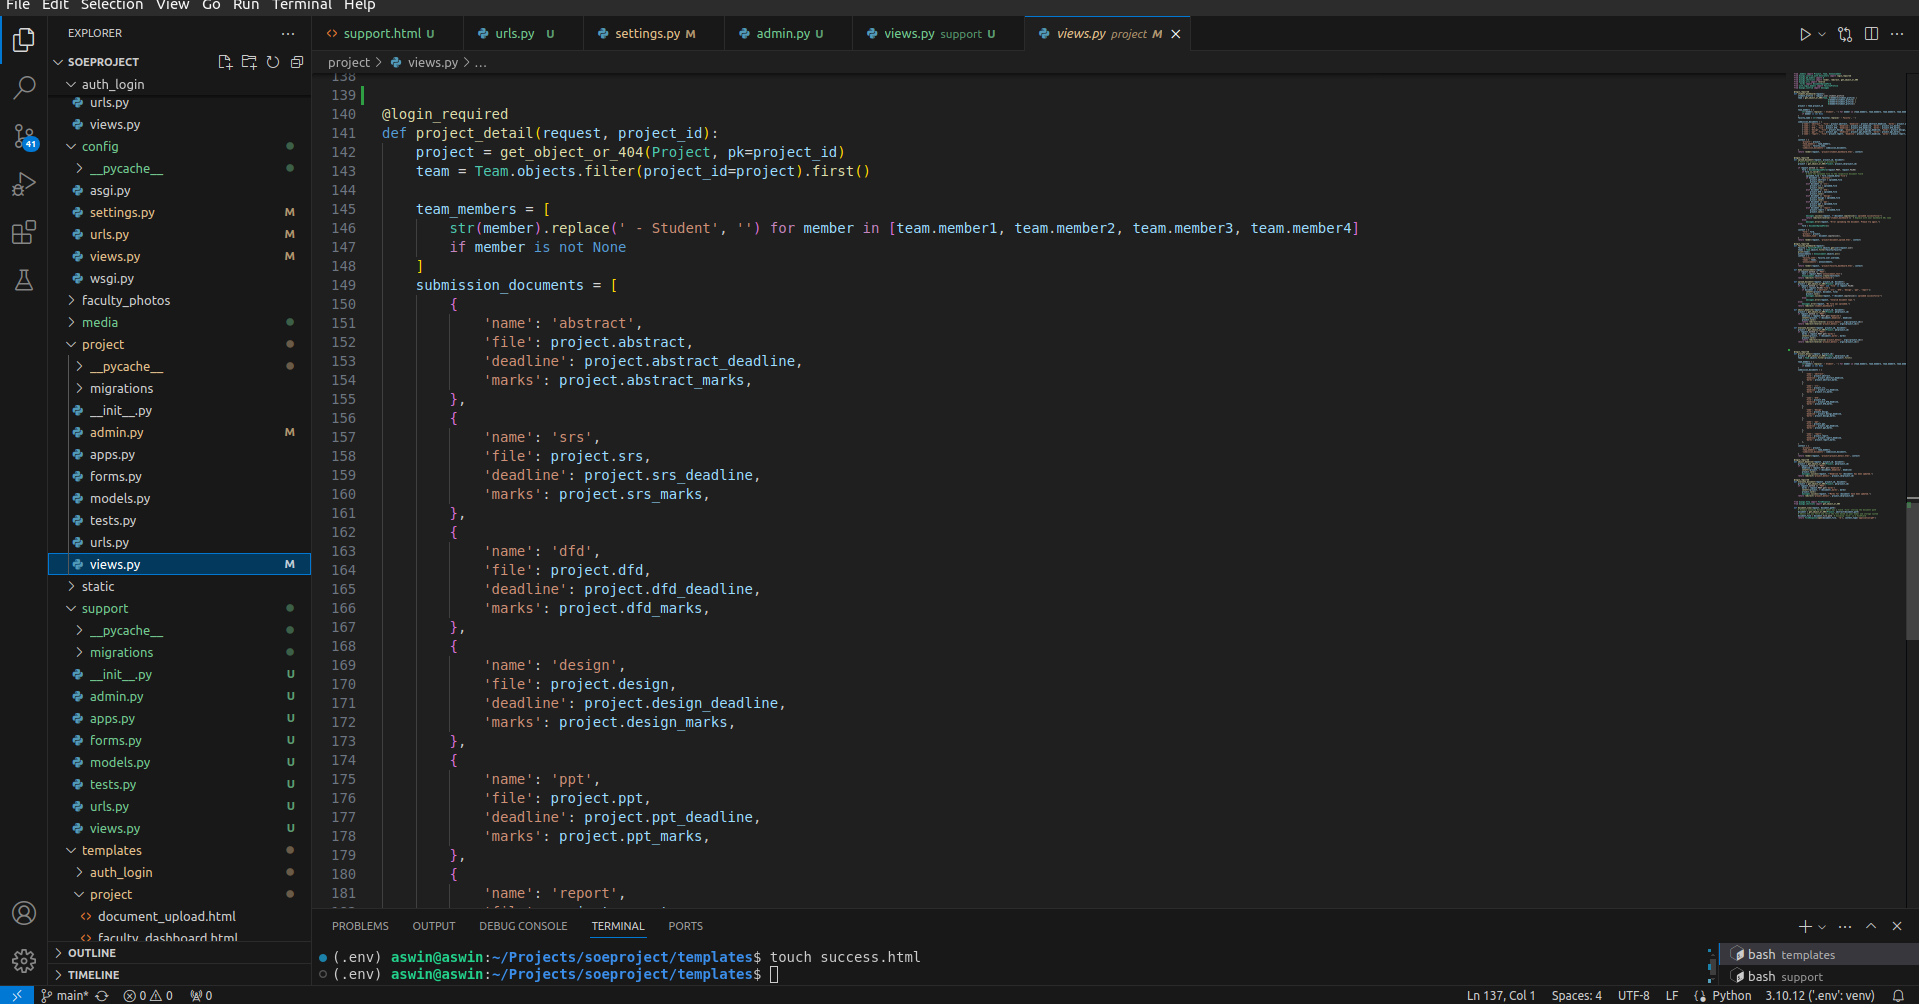 File Edit Selection View Go Run Terminal Help
EXPLORER ...
SOEPROJECT
auth_login
urls.py
views.py
config
__pycache__
asgi.py
settings.py M
urls.py M
views.py M
wsgi.py
faculty_photos
media
project
__pycache__
migrations
__init__.py
admin.py M
apps.py
forms.py
models.py
tests.py
urls.py
views.py M
static
support
__pycache__
migrations
__init__.py U
admin.py U
apps.py U
forms.py U
models.py U
tests.py U
urls.py U
views.py U
templates
auth_login
project
<> document_upload.html
<> faculty_dashboard.html
OUTLINE
TIMELINE
41
<> support.html U
urls.py U
settings.py M
admin.py U
views.py support U
views.py project M
project > views.py > ...
138
139
140 @login_required
141 def project_detail(request, project_id):
142 project = get_object_or_404(Project, pk=project_id)
143 team = Team.objects.filter(project_id=project).first()
144
145 team_members = [
146 str(member).replace(' - Student', '') for member in [team.member1, team.member2, team.member3, team.member4]
147 if member is not None
148 ]
149 submission_documents = [
150 {
151 'name': 'abstract',
152 'file': project.abstract,
153 'deadline': project.abstract_deadline,
154 'marks': project.abstract_marks,
155 },
156 {
157 'name': 'srs',
158 'file': project.srs,
159 'deadline': project.srs_deadline,
160 'marks': project.srs_marks,
161 },
162 {
163 'name': 'dfd',
164 'file': project.dfd,
165 'deadline': project.dfd_deadline,
166 'marks': project.dfd_marks,
167 },
168 {
169 'name': 'design',
170 'file': project.design,
171 'deadline': project.design_deadline,
172 'marks': project.design_marks,
173 },
174 {
175 'name': 'ppt',
176 'file': project.ppt,
177 'deadline': project.ppt_deadline,
178 'marks': project.ppt_marks,
179 },
180 {
181 'name': 'report',
PROBLEMS OUTPUT DEBUG CONSOLE TERMINAL PORTS
(.env) aswin@aswin:~/Projects/soeproject/templates$ touch success.html
(.env) aswin@aswin:~/Projects/soeproject/templates$
bash templates
bash support
main* 0 0 0
Ln 137, Col 1 Spaces: 4 UTF-8 LF Python 3.10.12 ('.env': venv)